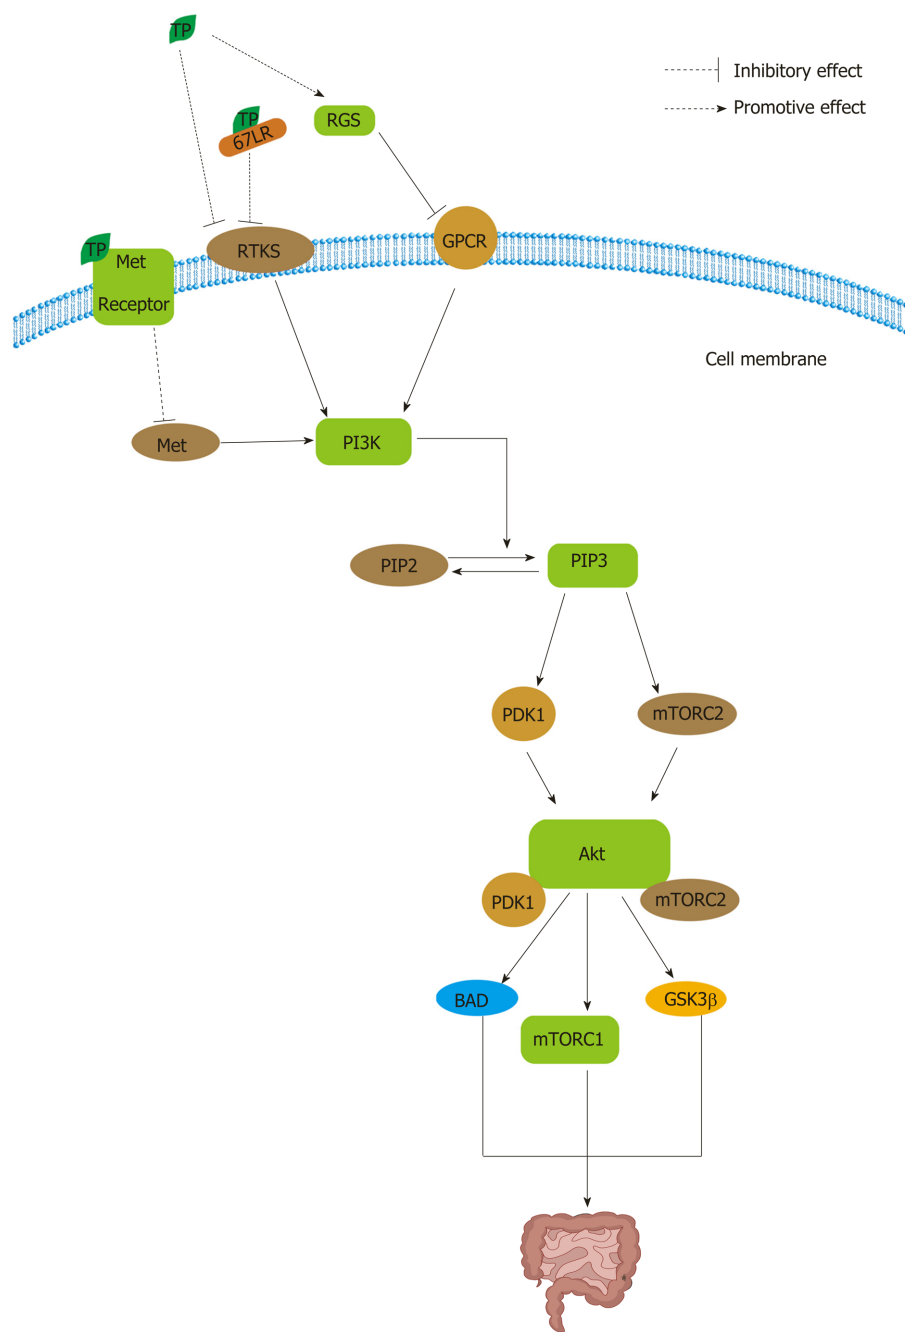 TP
Inhibitory effect
Promotive effect
TP
67LR
RGS
TP
Met
Receptor
RTKS
GPCR
Cell membrane
Met
PI3K
PIP2
PIP3
PDK1
mTORC2
Akt
PDK1
mTORC2
BAD
GSK3β
mTORC1